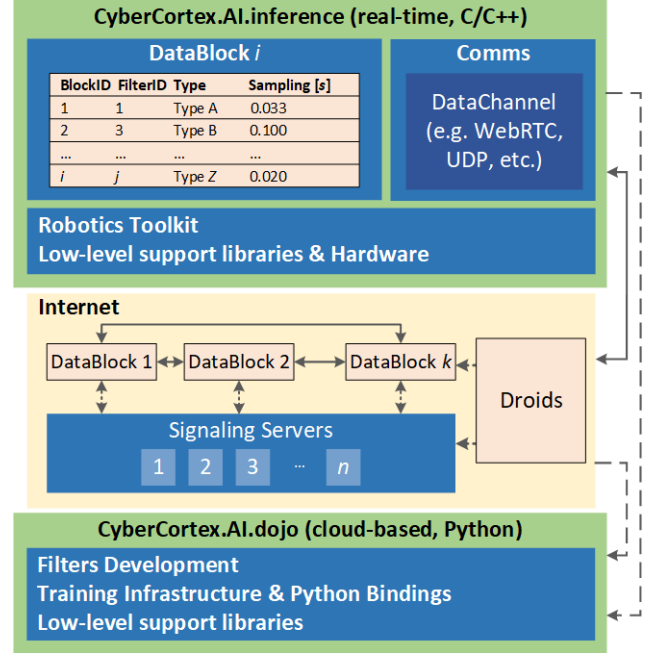 CyberCortex.AI.inference (real-time, C/C++)
DataBlock i
BlockID FilterID Type Sampling [s]
1 1 Type A 0.033
2 3 Type B 0.100
... ... ... ...
i j Type Z 0.020
Comms
DataChannel
(e.g. WebRTC,
UDP, etc.)
Robotics Toolkit
Low-level support libraries & Hardware
Internet
DataBlock 1 DataBlock 2 DataBlock k
Droids
Signaling Servers
1 2 3 ... n
CyberCortex.AI.dojo (cloud-based, Python)
Filters Development
Training Infrastructure & Python Bindings
Low-level support libraries